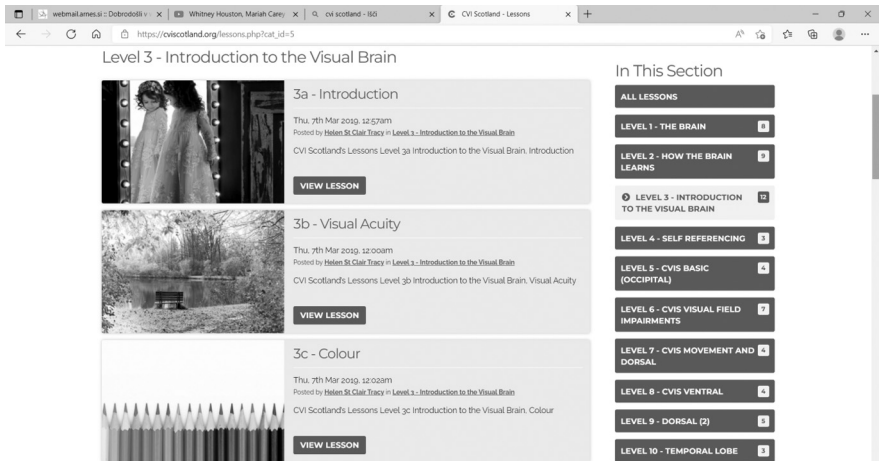 webmail.arnes.si :: Dobrodošli v
Whitney Houston, Mariah Carey
cvi scotland - Išči
CVI Scotland - Lessons
https://cviscotland.org/lessons.php?cat_id=5
Level 3 - Introduction to the Visual Brain
3a - Introduction
Thu, 7th Mar 2019, 12:57am
Posted by Helen St Clair Tracy in Level 3 - Introduction to the Visual Brain
CVI Scotland's Lessons Level 3a Introduction to the Visual Brain. Introduction
VIEW LESSON
3b - Visual Acuity
Thu, 7th Mar 2019, 12:00am
Posted by Helen St Clair Tracy in Level 3 - Introduction to the Visual Brain
CVI Scotland's Lessons Level 3b Introduction to the Visual Brain. Visual Acuity
VIEW LESSON
3c - Colour
Thu, 7th Mar 2019, 12:02am
Posted by Helen St Clair Tracy in Level 3 - Introduction to the Visual Brain
CVI Scotland's Lessons Level 3c Introduction to the Visual Brain. Colour
VIEW LESSON
In This Section
ALL LESSONS
LEVEL 1 - THE BRAIN 8
LEVEL 2 - HOW THE BRAIN 9
LEARNS
LEVEL 3 - INTRODUCTION 12
TO THE VISUAL BRAIN
LEVEL 4 - SELF REFERENCING 3
LEVEL 5 - CVIS BASIC 4
(OCCIPITAL)
LEVEL 6 - CVIS VISUAL FIELD 7
IMPAIRMENTS
LEVEL 7 - CVIS MOVEMENT AND 4
DORSAL
LEVEL 8 - CVIS VENTRAL 4
LEVEL 9 - DORSAL (2) 5
LEVEL 10 - TEMPORAL LOBE 3